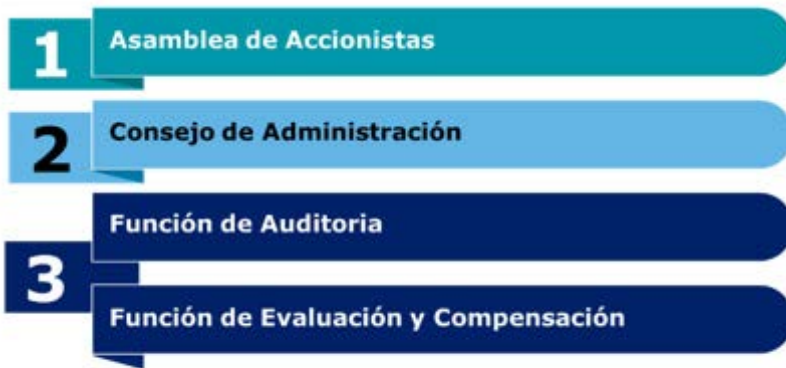 1
Asamblea de Accionistas
2
Consejo de Administración
3
Función de Auditoria
Función de Evaluación y Compensación